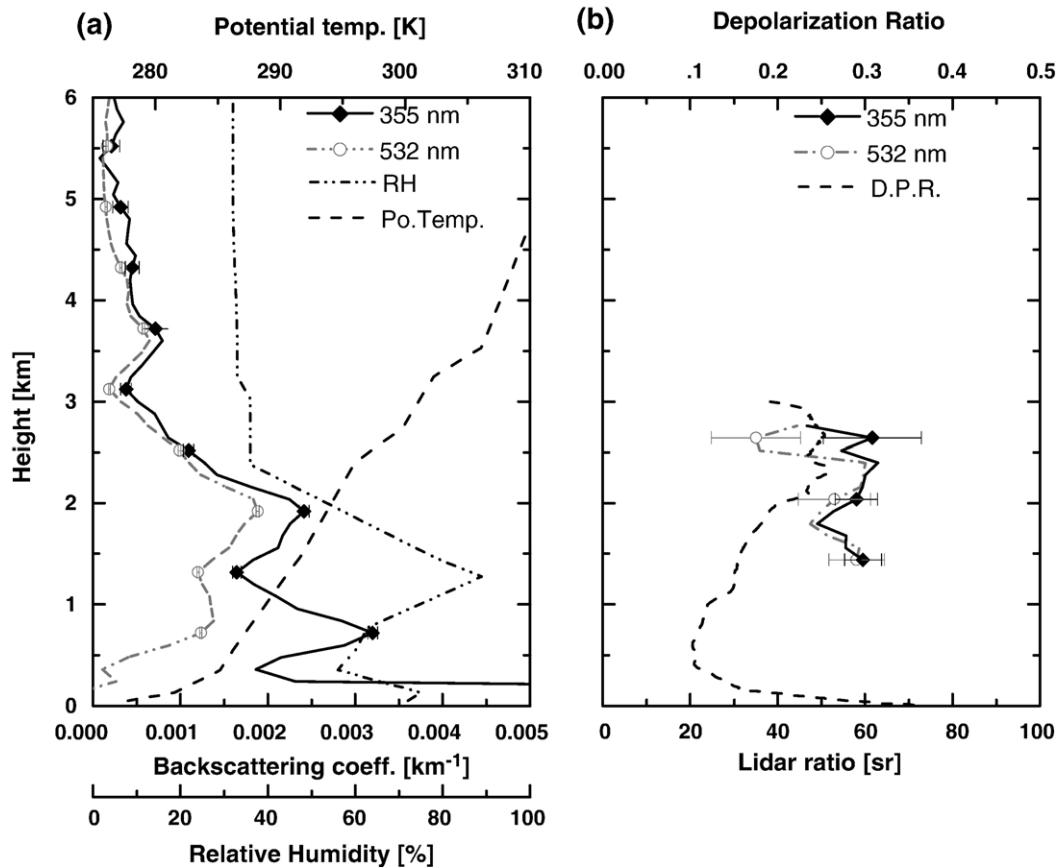 (a)
Potential temp. [K]
280 290 300 310
6
5
4
3
2
1
0
Height [km]
355 nm
532 nm
RH
Po.Temp.
0.000 0.001 0.002 0.003 0.004 0.005
Backscattering coeff. [km-1]
0 20 40 60 80 100
Relative Humidity [%]
(b)
Depolarization Ratio
0.00 .1 0.2 0.3 0.4 0.5
355 nm
532 nm
D.P.R.
0 20 40 60 80 100
Lidar ratio [sr]